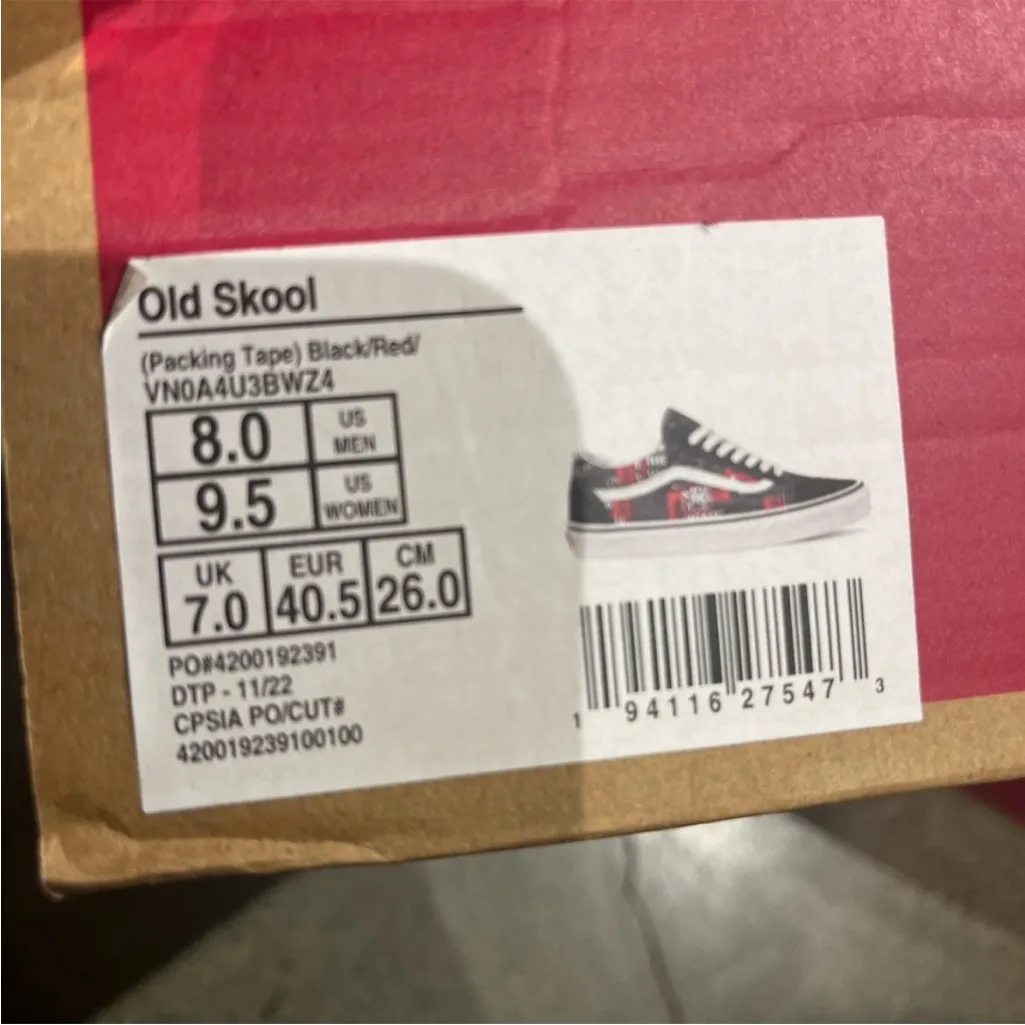 Old Skool
(Packing Tape) Black/Red/
VN0A4U3BWZ4
8.0 US MEN
9.5 US WOMEN
UK EUR CM
7.0 40.5 26.0
PO#4200192391
DTP - 11/22
CPSIA PO/CUT#
420019239100100
1 94116 27547 3